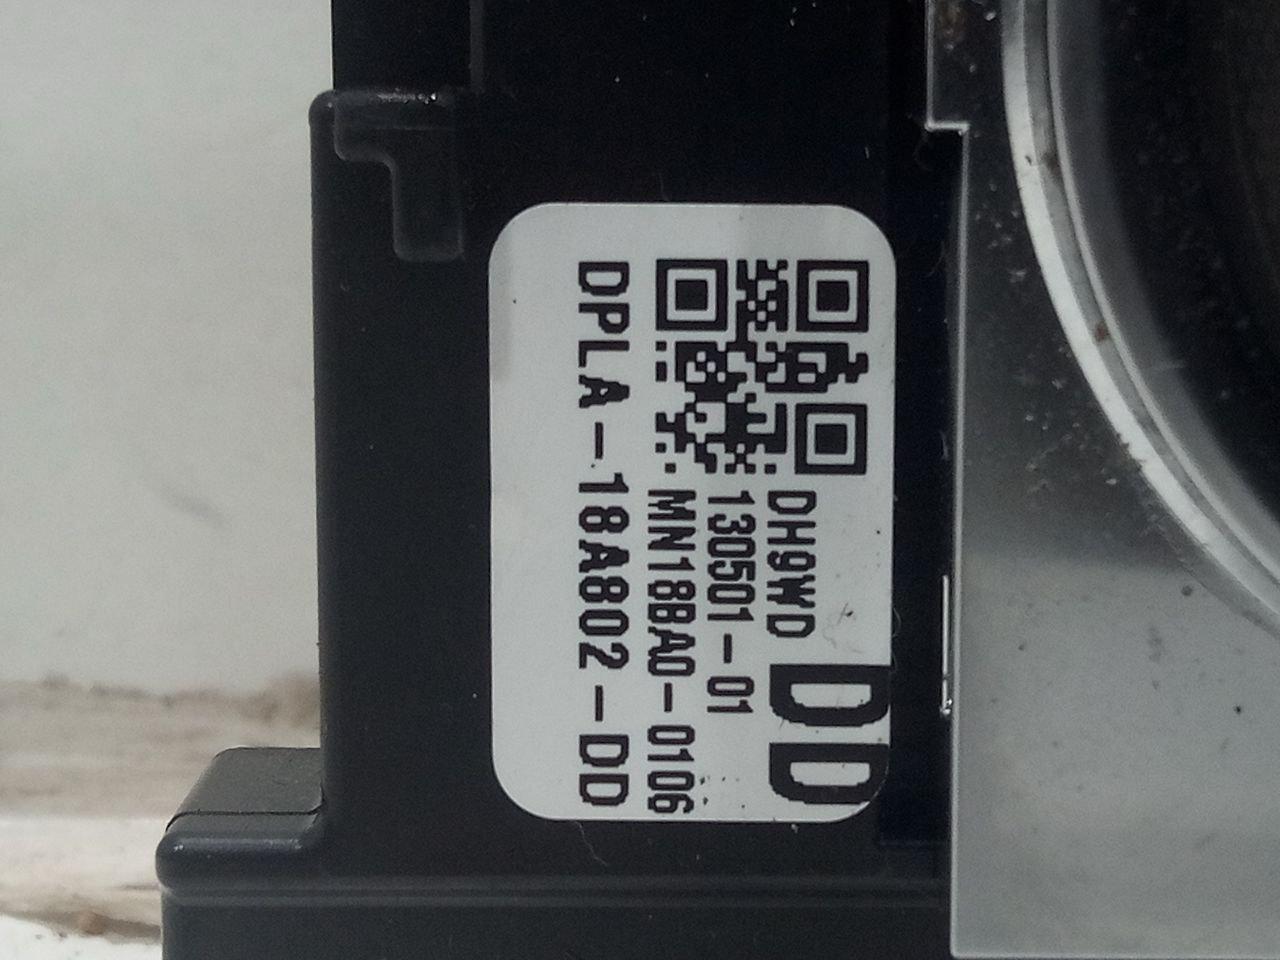 DH9WD DD
130501-01
MN18BA0-0106
DPLA-18A802-DD